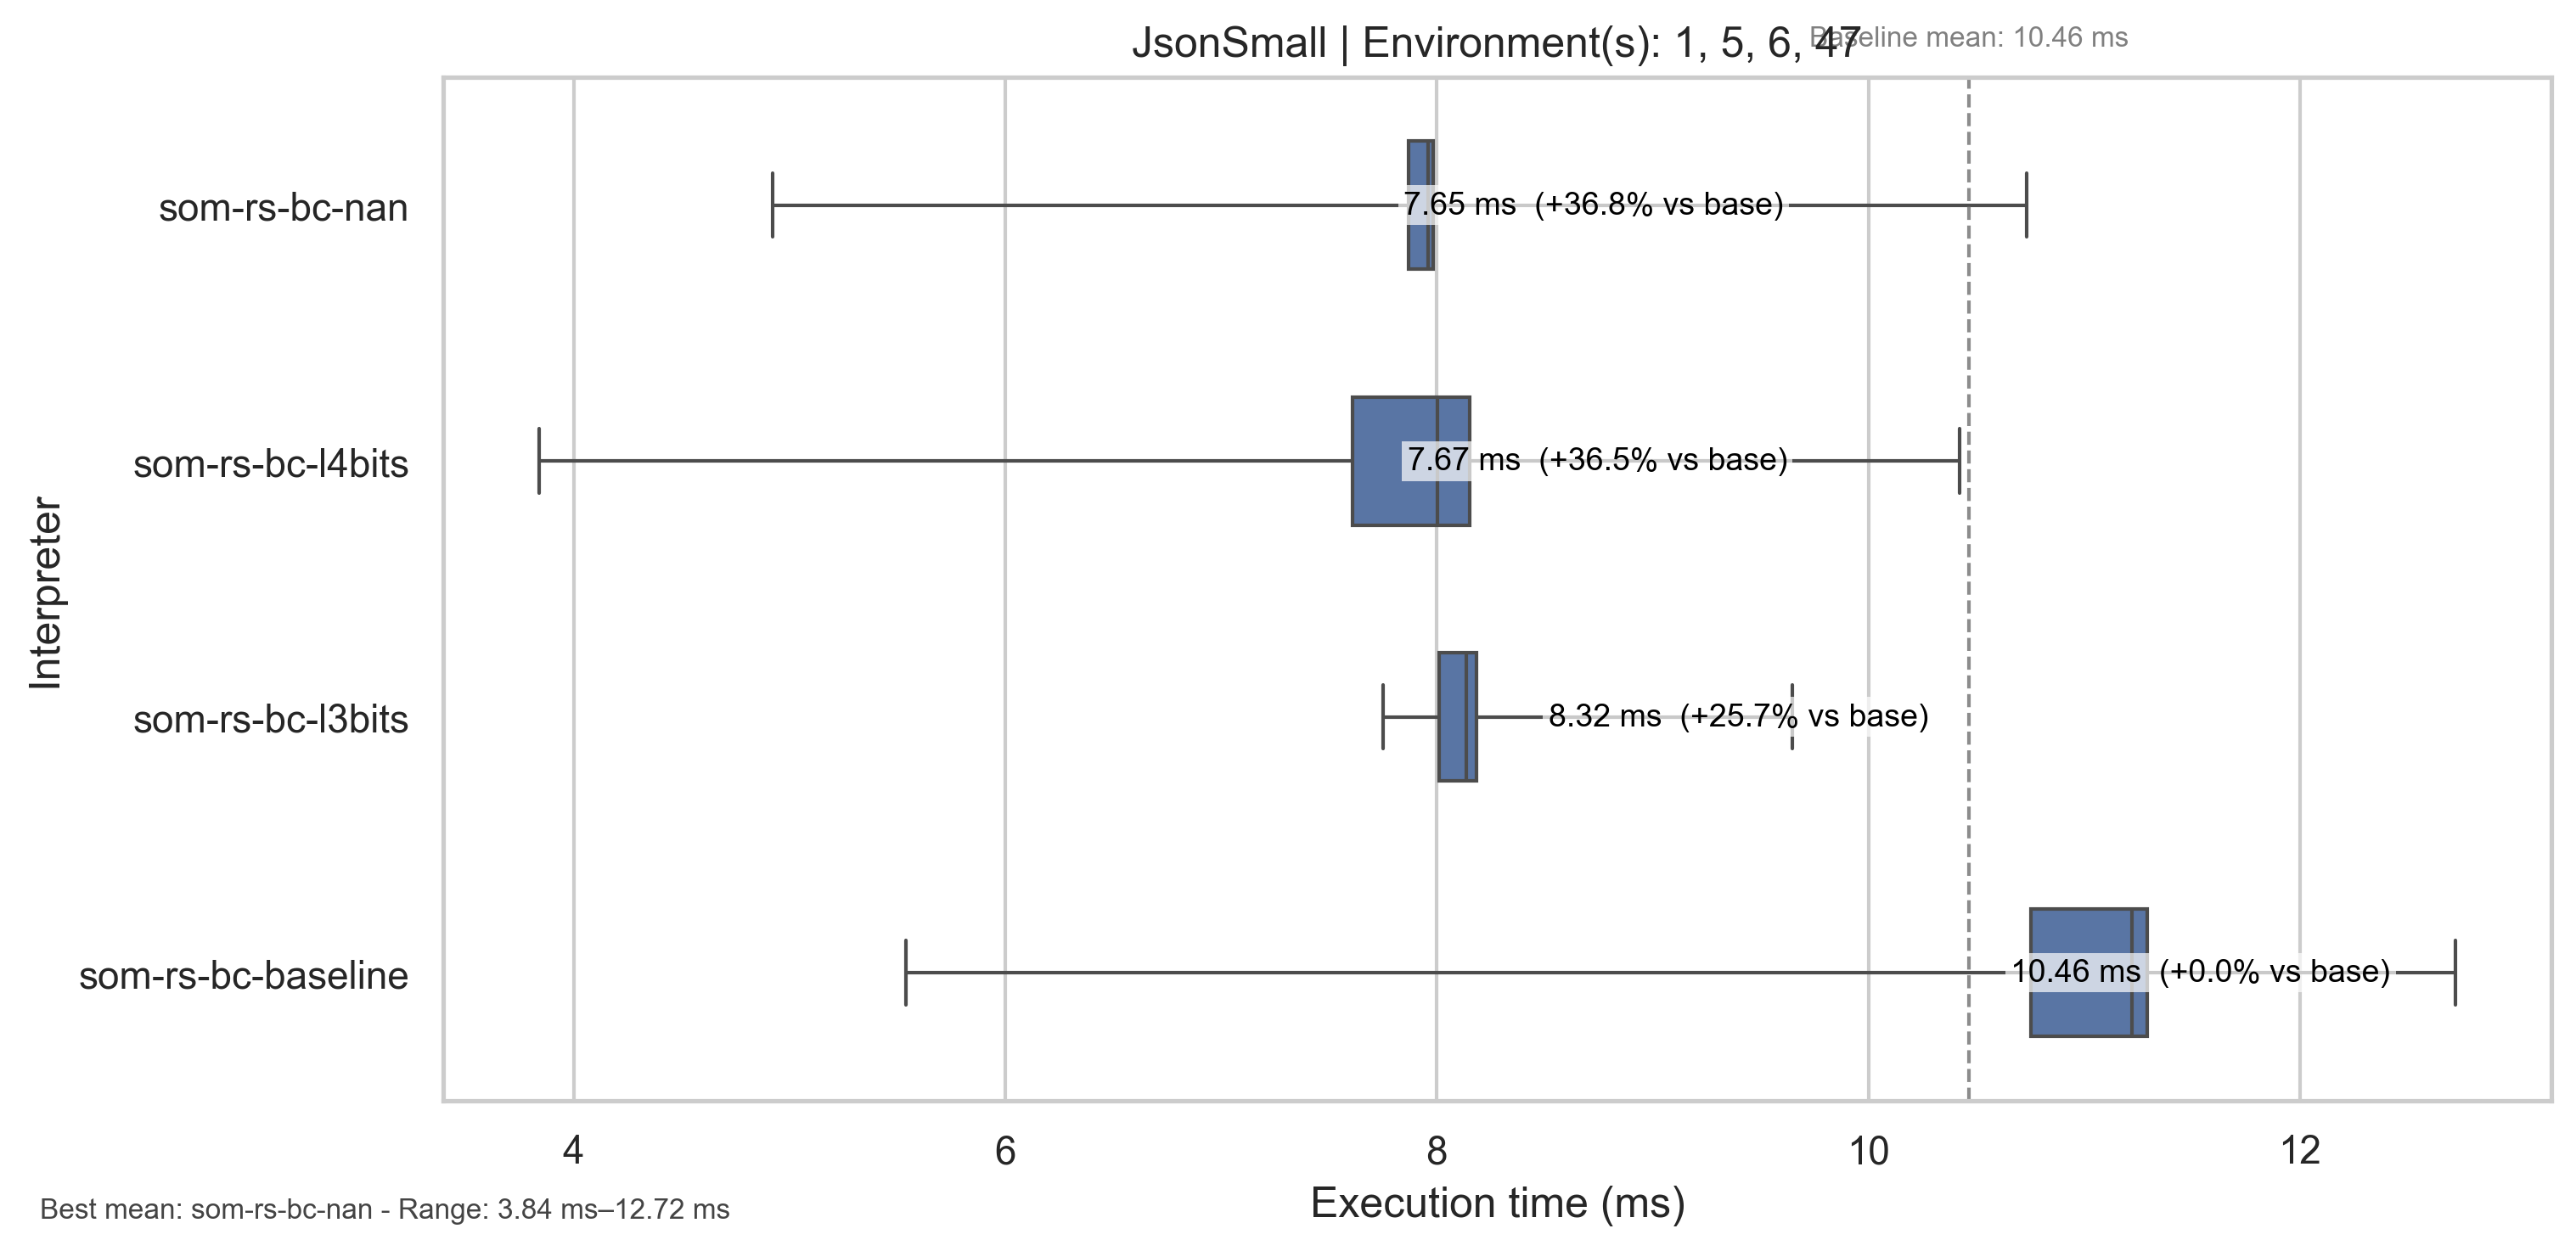 JsonSmall | Environment(s): 1, 5, 6, 47
Baseline mean: 10.46 ms
som-rs-bc-nan
7.65 ms (+36.8% vs base)
som-rs-bc-l4bits
7.67 ms (+36.5% vs base)
som-rs-bc-l3bits
8.32 ms (+25.7% vs base)
som-rs-bc-baseline
10.46 ms (+0.0% vs base)
Interpreter
4 6 8 10 12
Execution time (ms)
Best mean: som-rs-bc-nan - Range: 3.84 ms–12.72 ms